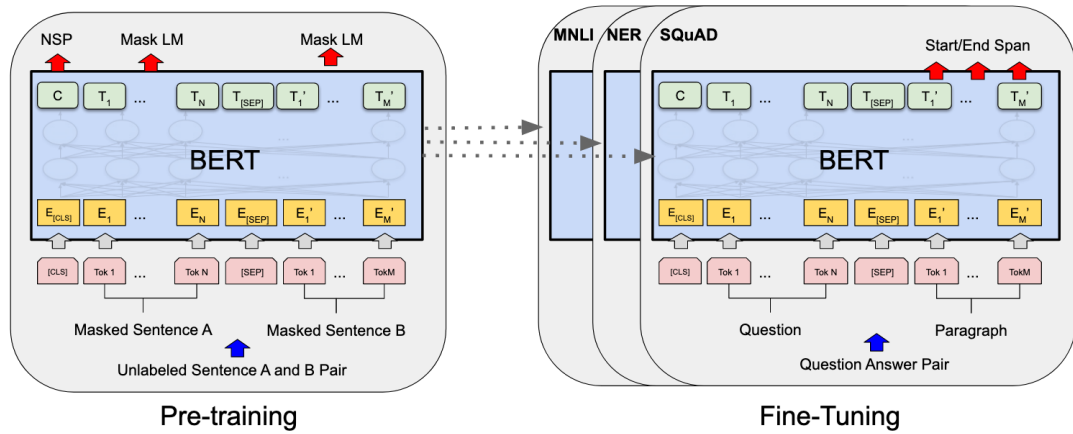 NSP Mask LM Mask LM
C T1 ... TN T[SEP] T1' ... TM'
...
...
BERT
E[CLS] E1 ... EN E[SEP] E1' ... EM'
[CLS] Tok 1 ... Tok N [SEP] Tok 1 ... TokM
Masked Sentence A Masked Sentence B
Unlabeled Sentence A and B Pair
Pre-training
MNLI NER SQuAD
Start/End Span
C T1 ... TN T[SEP] T1' ... TM'
...
...
BERT
E[CLS] E1 ... EN E[SEP] E1' ... EM'
[CLS] Tok 1 ... Tok N [SEP] Tok 1 ... TokM
Question Paragraph
Question Answer Pair
Fine-Tuning